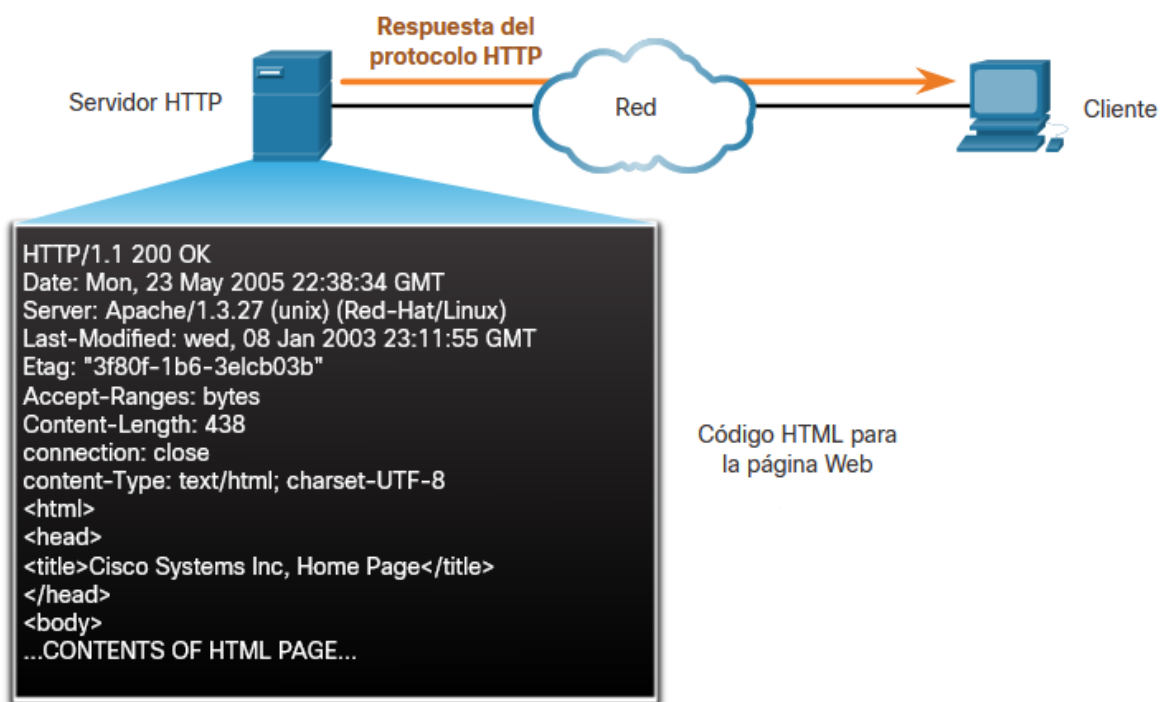 Respuesta del
protocolo HTTP
Servidor HTTP
Red
Cliente
HTTP/1.1 200 OK
Date: Mon, 23 May 2005 22:38:34 GMT
Server: Apache/1.3.27 (unix) (Red-Hat/Linux)
Last-Modified: wed, 08 Jan 2003 23:11:55 GMT
Etag: "3f80f-1b6-3elcb03b"
Accept-Ranges: bytes
Content-Length: 438
connection: close
content-Type: text/html; charset-UTF-8
<html>
<head>
<title>Cisco Systems Inc, Home Page</title>
</head>
<body>
...CONTENTS OF HTML PAGE...
Código HTML para
la página Web